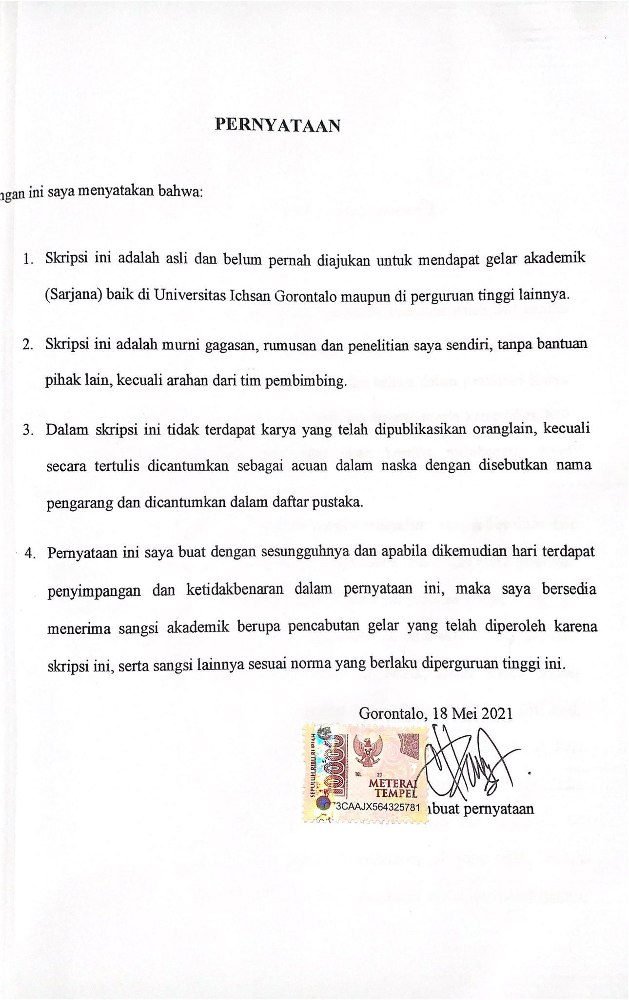 PERNYATAAN
ngan ini saya menyatakan bahwa:
1. Skripsi ini adalah asli dan belum pernah diajukan untuk mendapat gelar akademik
(Sarjana) baik di Universitas Ichsan Gorontalo maupun di perguruan tinggi lainnya.
2. Skripsi ini adalah murni gagasan, rumusan dan penelitian saya sendiri, tanpa bantuan
pihak lain, kecuali arahan dari tim pembimbing.
3. Dalam skripsi ini tidak terdapat karya yang telah dipublikasikan oranglain, kecuali
secara tertulis dicantumkan sebagai acuan dalam naska dengan disebutkan nama
pengarang dan dicantumkan dalam daftar pustaka.
4. Pernyataan ini saya buat dengan sesungguhnya dan apabila dikemudian hari terdapat
penyimpangan dan ketidakbenaran dalam pernyataan ini, maka saya bersedia
menerima sangsi akademik berupa pencabutan gelar yang telah diperoleh karena
skripsi ini, serta sangsi lainnya sesuai norma yang berlaku diperguruan tinggi ini.
Gorontalo, 18 Mei 2021
SEPULUH RIBU RUPIAH
10000
TGL. 20
METERAI
TEMPEL
3CAAJX564325781
buat pernyataan